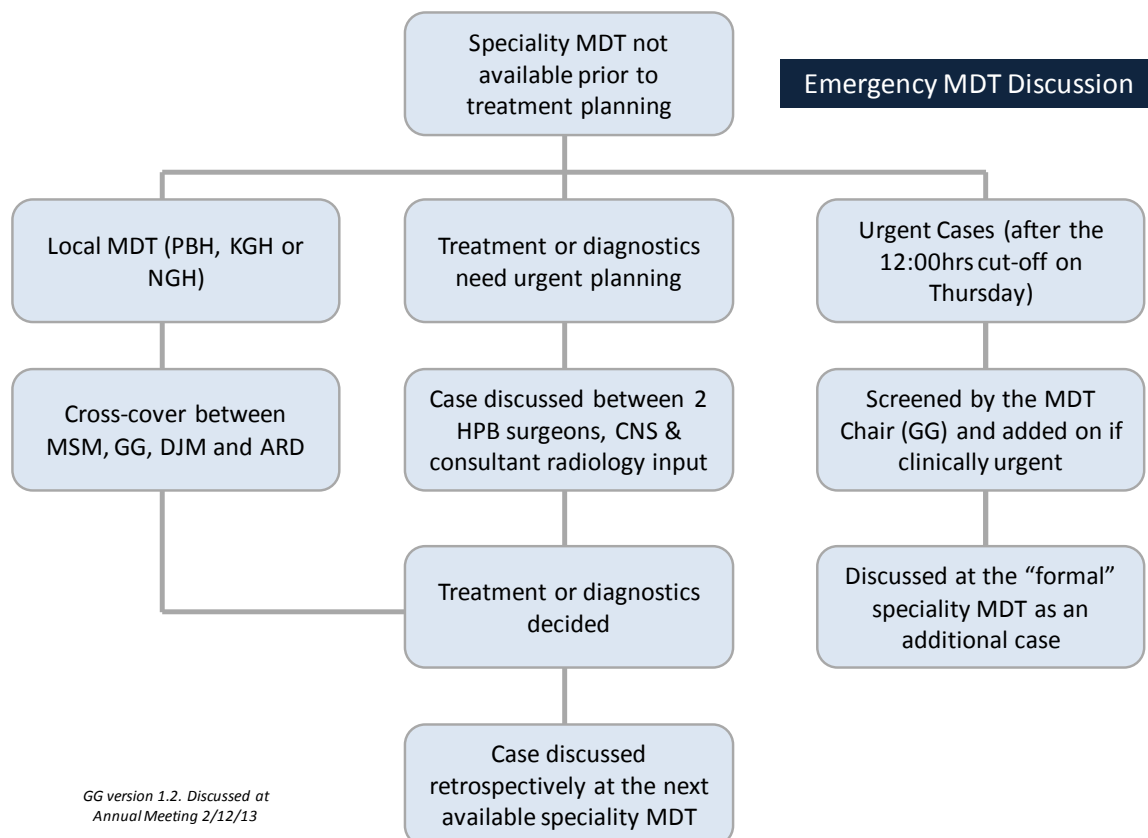 Speciality MDT not
available prior to
treatment planning
Emergency MDT Discussion
Local MDT (PBH, KGH or
NGH)
Treatment or diagnostics
need urgent planning
Urgent Cases (after the
12:00hrs cut-off on
Thursday)
Cross-cover between
MSM, GG, DJM and ARD
Case discussed between 2
HPB surgeons, CNS &
consultant radiology input
Screened by the MDT
Chair (GG) and added on if
clinically urgent
Treatment or diagnostics
decided
Discussed at the “formal”
speciality MDT as an
additional case
Case discussed
retrospectively at the next
available speciality MDT
GG version 1.2. Discussed at
Annual Meeting 2/12/13